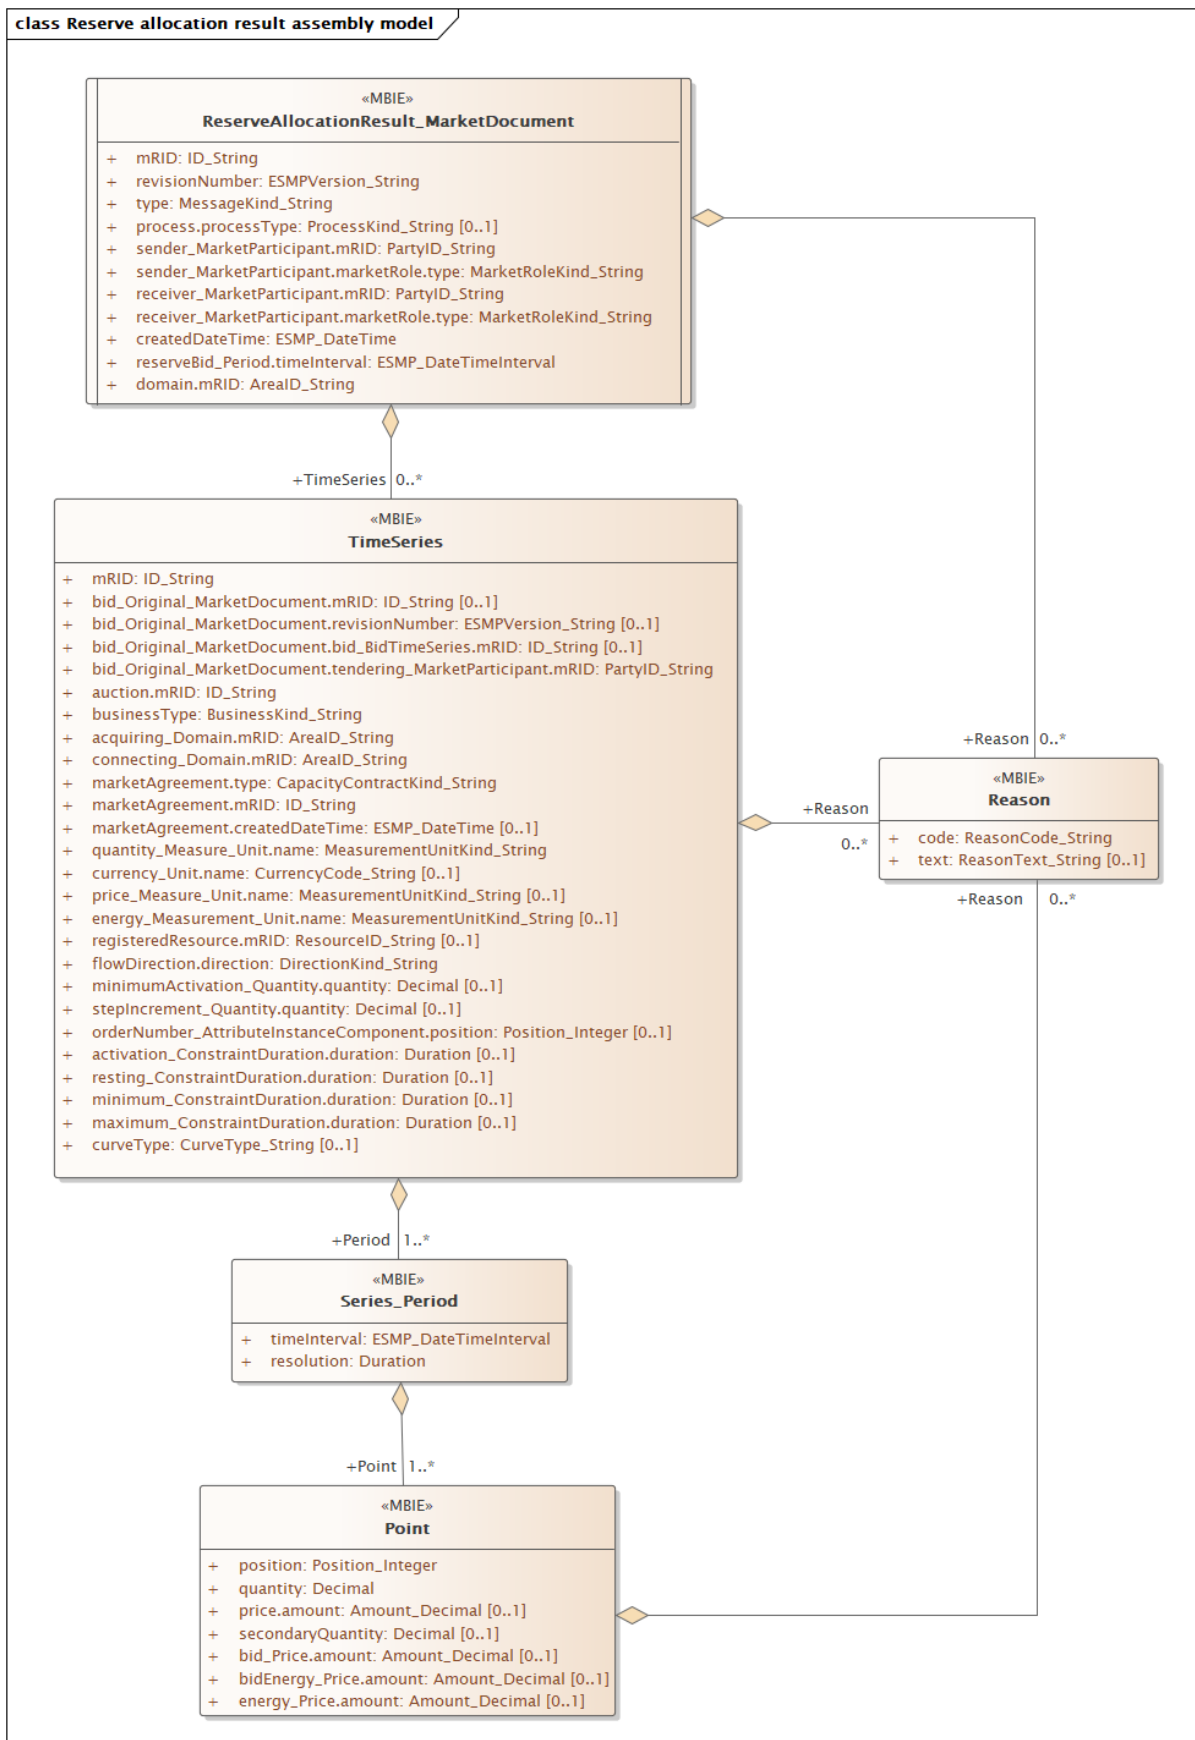 class Reserve allocation result assembly model
«MBIE»
ReserveAllocationResult_MarketDocument
+ mRID: ID_String
+ revisionNumber: ESMPVersion_String
+ type: MessageKind_String
+ process.processType: ProcessKind_String [0..1]
+ sender_MarketParticipant.mRID: PartyID_String
+ sender_MarketParticipant.marketRole.type: MarketRoleKind_String
+ receiver_MarketParticipant.mRID: PartyID_String
+ receiver_MarketParticipant.marketRole.type: MarketRoleKind_String
+ createdDateTime: ESMP_DateTime
+ reserveBid_Period.timeInterval: ESMP_DateTimeInterval
+ domain.mRID: AreaID_String
+TimeSeries 0..*
«MBIE»
TimeSeries
+ mRID: ID_String
+ bid_Original_MarketDocument.mRID: ID_String [0..1]
+ bid_Original_MarketDocument.revisionNumber: ESMPVersion_String [0..1]
+ bid_Original_MarketDocument.bid_BidTimeSeries.mRID: ID_String [0..1]
+ bid_Original_MarketDocument.tendering_MarketParticipant.mRID: PartyID_String
+ auction.mRID: ID_String
+ businessType: BusinessKind_String
+ acquiring_Domain.mRID: AreaID_String
+ connecting_Domain.mRID: AreaID_String
+ marketAgreement.type: CapacityContractKind_String
+ marketAgreement.mRID: ID_String
+ marketAgreement.createdDateTime: ESMP_DateTime [0..1]
+ quantity_Measure_Unit.name: MeasurementUnitKind_String
+ currency_Unit.name: CurrencyCode_String [0..1]
+ price_Measure_Unit.name: MeasurementUnitKind_String [0..1]
+ energy_Measurement_Unit.name: MeasurementUnitKind_String [0..1]
+ registeredResource.mRID: ResourceID_String [0..1]
+ flowDirection.direction: DirectionKind_String
+ minimumActivation_Quantity.quantity: Decimal [0..1]
+ stepIncrement_Quantity.quantity: Decimal [0..1]
+ orderNumber_AttributeInstanceComponent.position: Position_Integer [0..1]
+ activation_ConstraintDuration.duration: Duration [0..1]
+ resting_ConstraintDuration.duration: Duration [0..1]
+ minimum_ConstraintDuration.duration: Duration [0..1]
+ maximum_ConstraintDuration.duration: Duration [0..1]
+ curveType: CurveType_String [0..1]
+Reason 0..*
+Reason
0..*
«MBIE»
Reason
+ code: ReasonCode_String
+ text: ReasonText_String [0..1]
+Reason 0..*
+Period 1..*
«MBIE»
Series_Period
+ timeInterval: ESMP_DateTimeInterval
+ resolution: Duration
+Point 1..*
«MBIE»
Point
+ position: Position_Integer
+ quantity: Decimal
+ price.amount: Amount_Decimal [0..1]
+ secondaryQuantity: Decimal [0..1]
+ bid_Price.amount: Amount_Decimal [0..1]
+ bidEnergy_Price.amount: Amount_Decimal [0..1]
+ energy_Price.amount: Amount_Decimal [0..1]